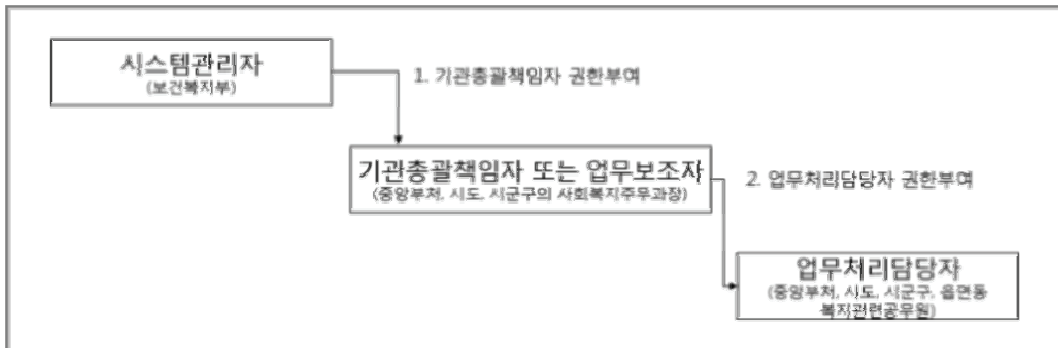 시스템관리자
(보건복지부)
1. 기관총괄책임자 권한부여
기관총괄책임자 또는 업무보조자
(중앙부처, 시도, 시군구의 사회복지주무과장)
2. 업무처리담당자 권한부여
업무처리담당자
(중앙부처, 시도, 시군구, 읍면동
복지관련공무원)